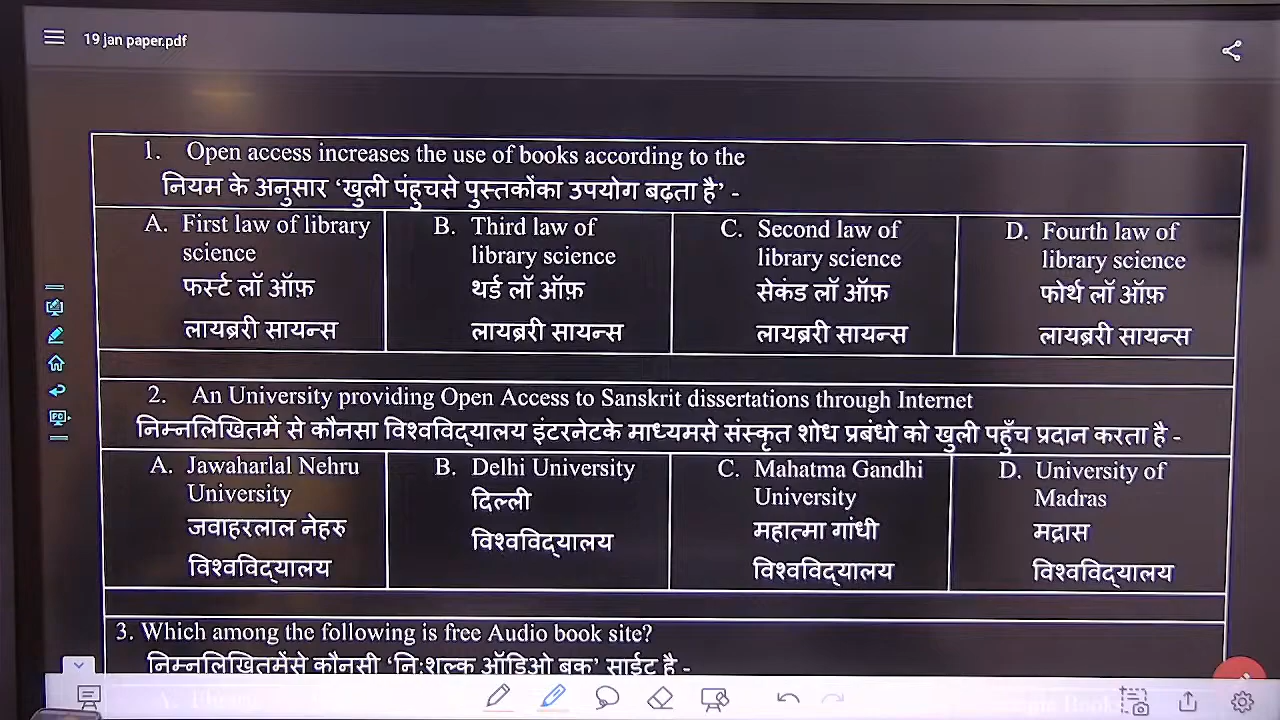 19 jan paper.pdf
1. Open access increases the use of books according to the
नियम के अनुसार ‘खुली पंहुचसे पुस्तकोंका उपयोग बढ़ता है’ -
A. First law of library
science
फर्स्ट लॉ ऑफ़
लायब्ररी सायन्स
B. Third law of
library science
थर्ड लॉ ऑफ़
लायब्ररी सायन्स
C. Second law of
library science
सेकंड लॉ ऑफ़
लायब्ररी सायन्स
D. Fourth law of
library science
फोर्थ लॉ ऑफ़
लायब्ररी सायन्स
2. An University providing Open Access to Sanskrit dissertations through Internet
निम्नलिखितमें से कौनसा विश्वविद्यालय इंटरनेटके माध्यमसे संस्कृत शोध प्रबंधो को खुली पहुँच प्रदान करता है -
A. Jawaharlal Nehru
University
जवाहरलाल नेहरु
विश्वविद्यालय
B. Delhi University
दिल्ली
विश्वविद्यालय
C. Mahatma Gandhi
University
महात्मा गांधी
विश्वविद्यालय
D. University of
Madras
मद्रास
विश्वविद्यालय
3. Which among the following is free Audio book site?
निम्नलिखितमेंसे कौनसी ‘नि:शुल्क ऑडिओ बुक’ साईट है -